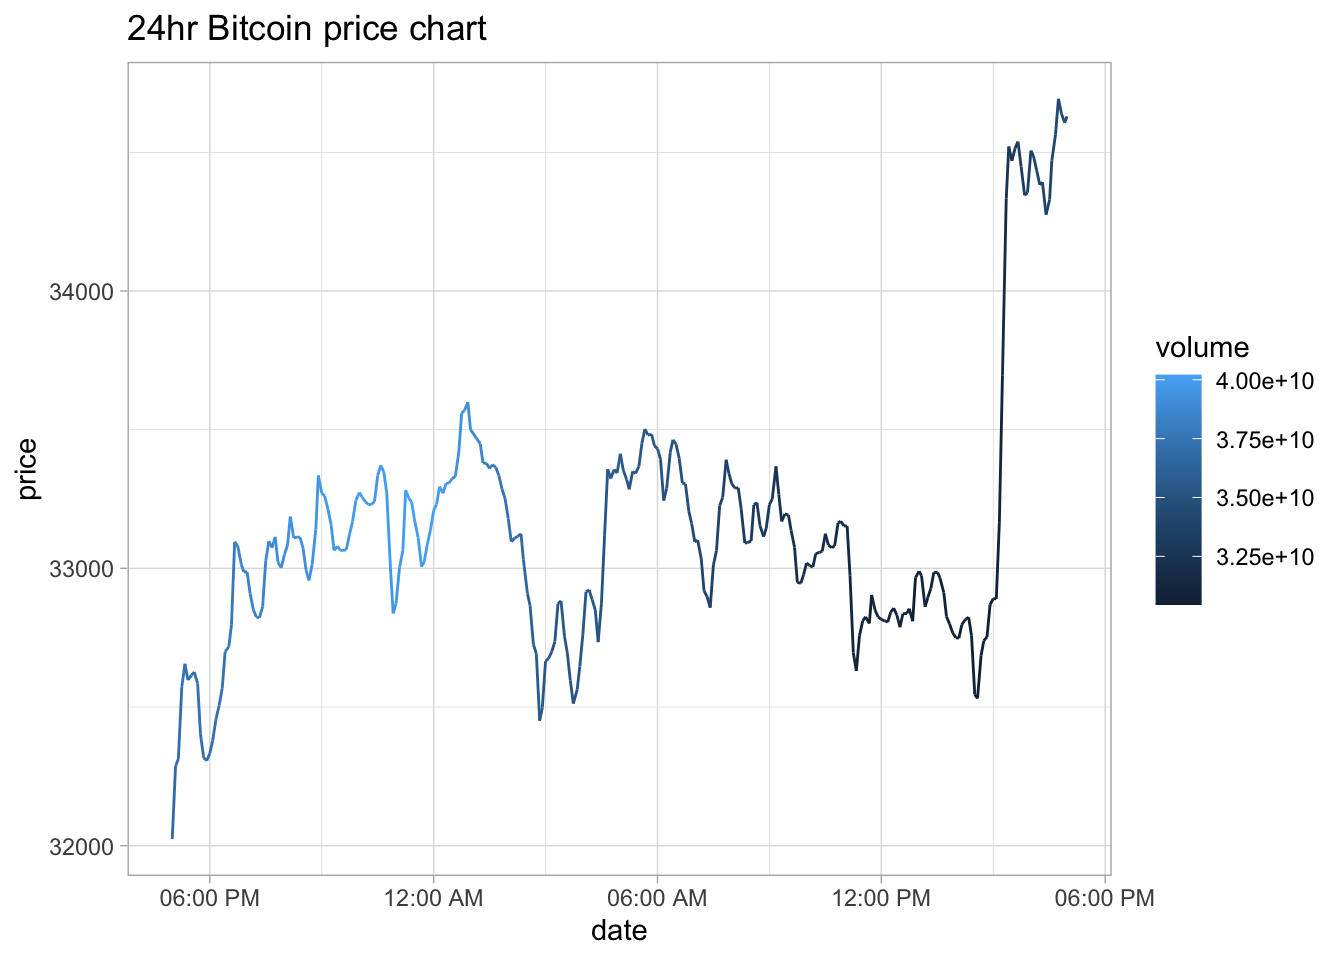 24hr Bitcoin price chart
34000
33000
32000
price
06:00 PM
12:00 AM
06:00 AM
12:00 PM
06:00 PM
date
volume
4.00e+10
3.75e+10
3.50e+10
3.25e+10